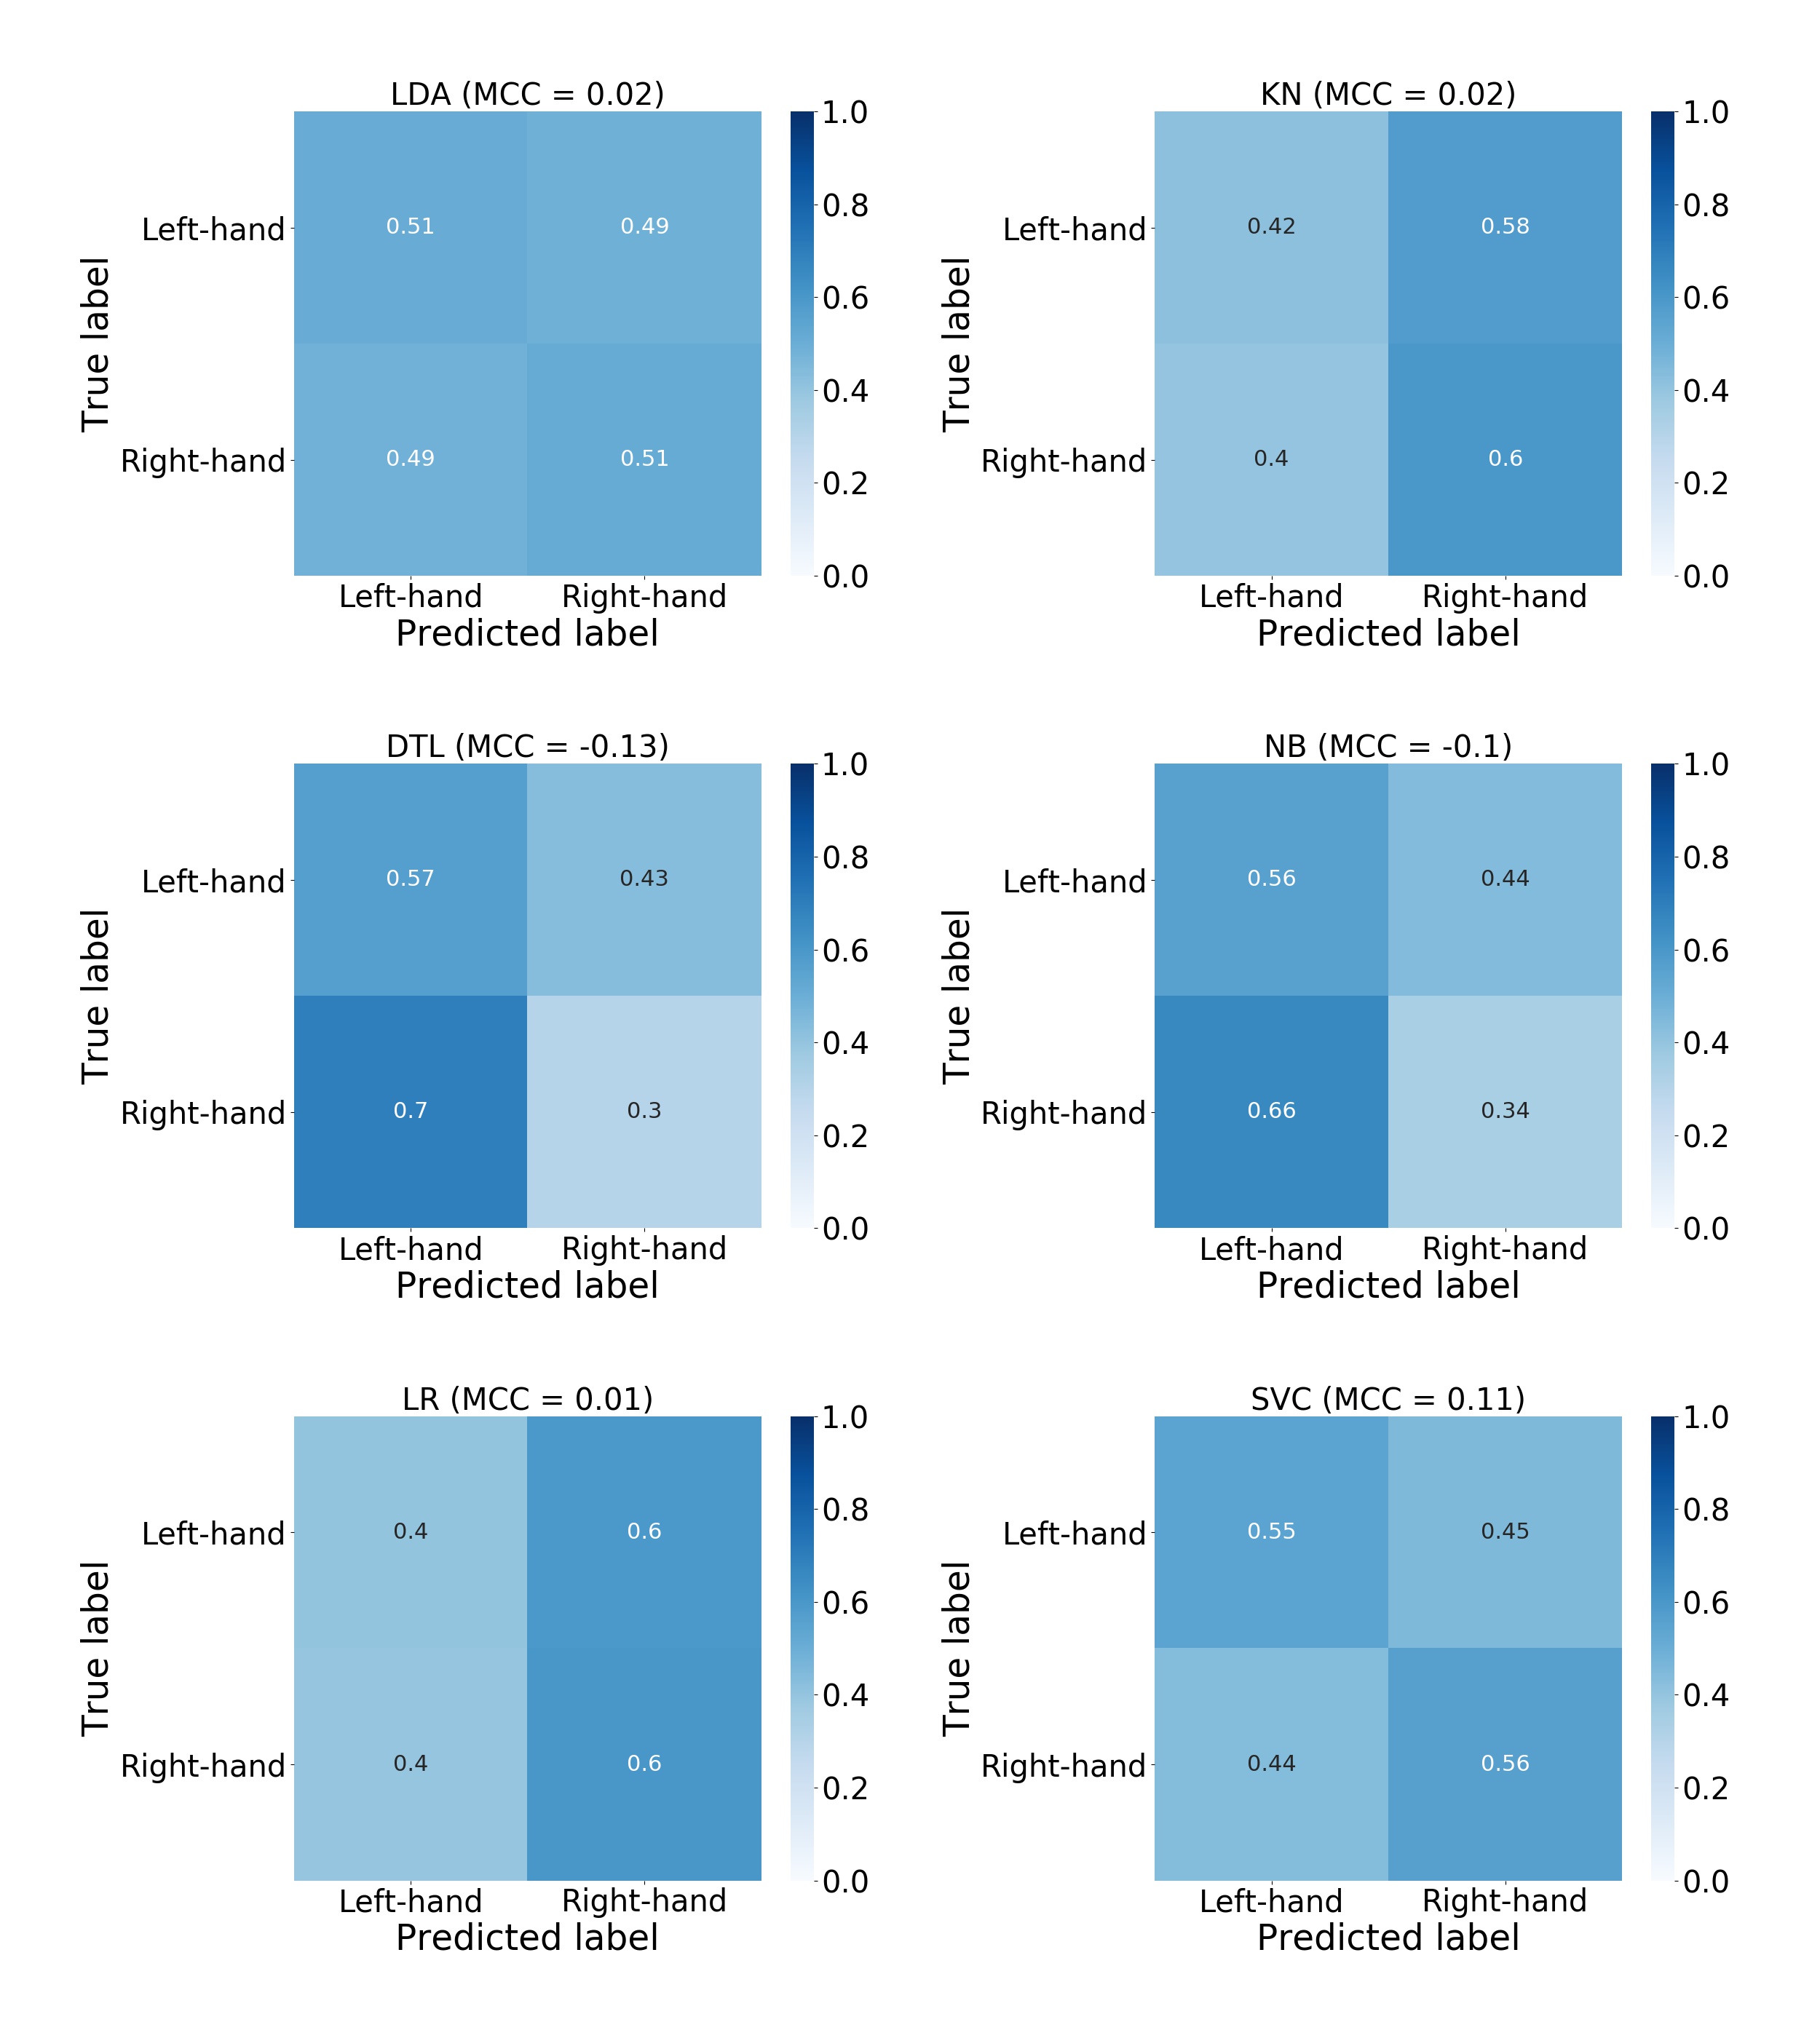 LDA (MCC = 0.02)
True label
Left-hand
0.51 0.49
Right-hand
0.49 0.51
Left-hand Right-hand
Predicted label
1.0
0.8
0.6
0.4
0.2
0.0
KN (MCC = 0.02)
True label
Left-hand
0.42 0.58
Right-hand
0.4 0.6
Left-hand Right-hand
Predicted label
1.0
0.8
0.6
0.4
0.2
0.0
DTL (MCC = -0.13)
True label
Left-hand
0.57 0.43
Right-hand
0.7 0.3
Left-hand Right-hand
Predicted label
1.0
0.8
0.6
0.4
0.2
0.0
NB (MCC = -0.1)
True label
Left-hand
0.56 0.44
Right-hand
0.66 0.34
Left-hand Right-hand
Predicted label
1.0
0.8
0.6
0.4
0.2
0.0
LR (MCC = 0.01)
True label
Left-hand
0.4 0.6
Right-hand
0.4 0.6
Left-hand Right-hand
Predicted label
1.0
0.8
0.6
0.4
0.2
0.0
SVC (MCC = 0.11)
True label
Left-hand
0.55 0.45
Right-hand
0.44 0.56
Left-hand Right-hand
Predicted label
1.0
0.8
0.6
0.4
0.2
0.0